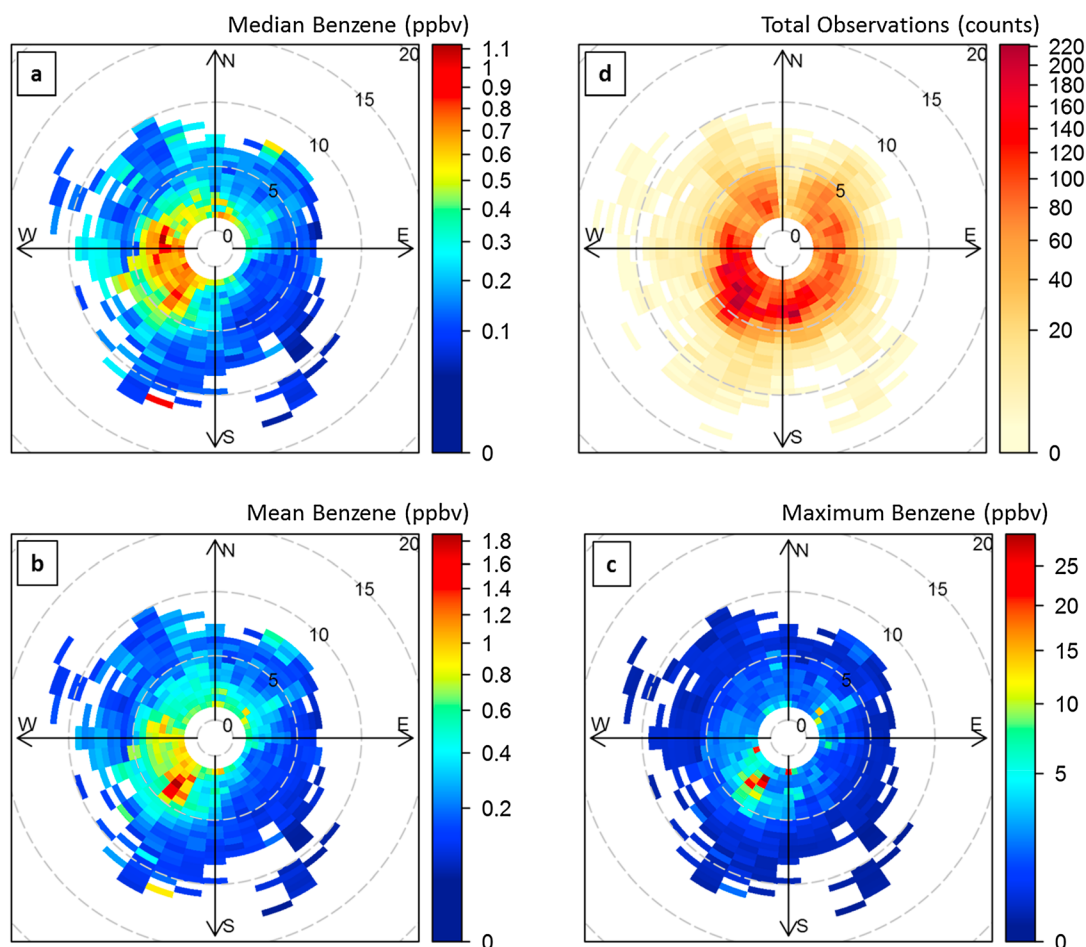 Median Benzene (ppbv)
a
N
W
E
S
0
5
10
15
20
1.1
1
0.9
0.8
0.7
0.6
0.5
0.4
0.3
0.2
0.1
0
Total Observations (counts)
d
N
W
E
S
0
5
10
15
20
220
200
180
160
140
120
100
80
60
40
20
0
Mean Benzene (ppbv)
b
N
W
E
S
0
5
10
15
20
1.8
1.6
1.4
1.2
1
0.8
0.6
0.4
0.2
0
Maximum Benzene (ppbv)
c
N
W
E
S
0
5
10
15
20
25
20
15
10
5
0